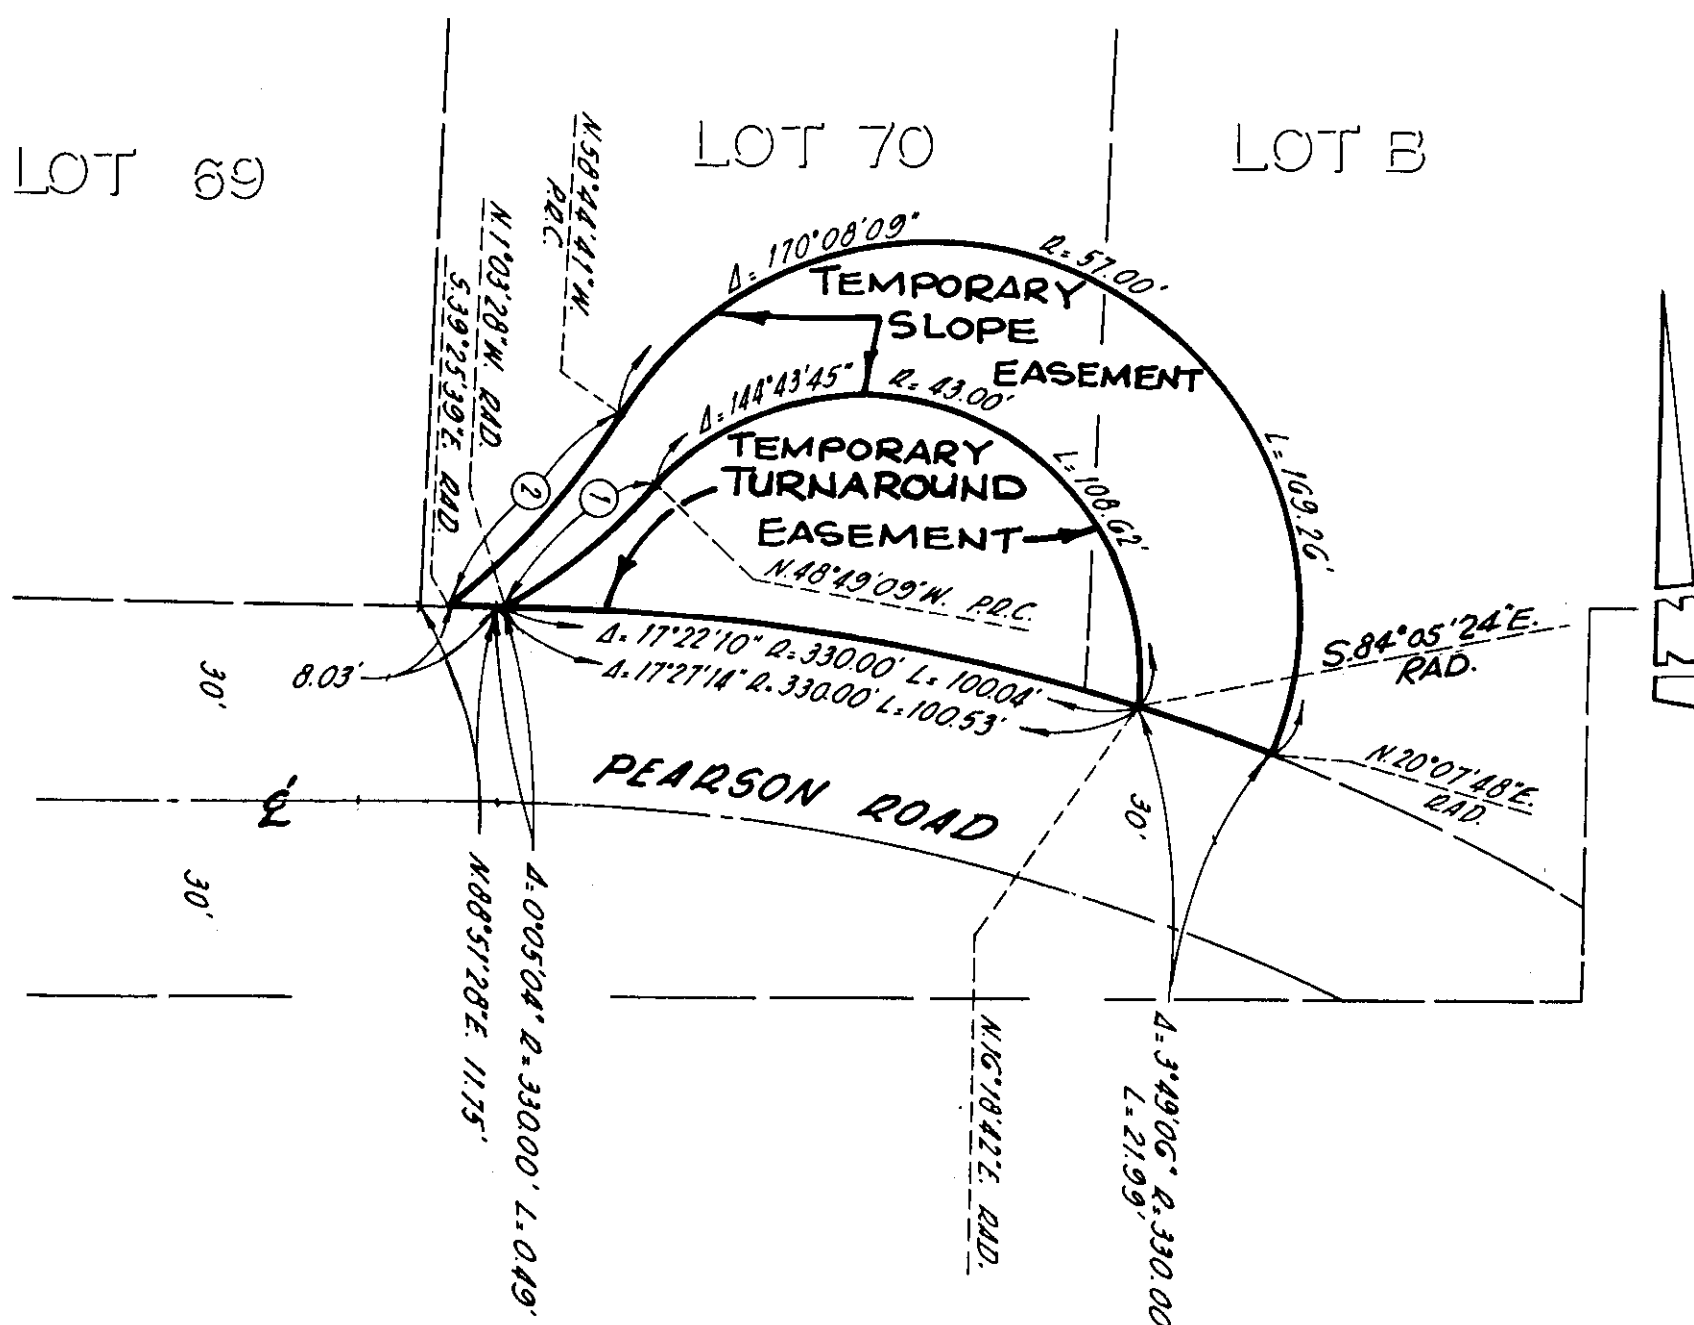 LOT 69
LOT 70
LOT B
N.58°44'41"W.
P.R.C.
N.1°03'28"W. RAD.
S.39°25'39"E. RAD.
Δ=170°08'09"
R=57.00'
L=169.26'
TEMPORARY
SLOPE
EASEMENT
Δ=144°43'45"
R=43.00'
L=108.62'
TEMPORARY
TURNAROUND
EASEMENT
2
1
N.48°49'09"W. P.R.C.
S.84°05'24"E.
RAD.
Δ=17°22'10" R=330.00' L=100.04'
Δ=17°27'14" R=330.00' L=100.53'
8.03'
30'
PEARSON ROAD
℄
30'
30'
N.20°07'48"E.
RAD.
N.88°51'28"E. 11.75'
Δ=0°05'04" R=330.00' L=0.49'
N.16°18'42"E. RAD.
Δ=3°49'06" R=330.00
L=21.99'
N